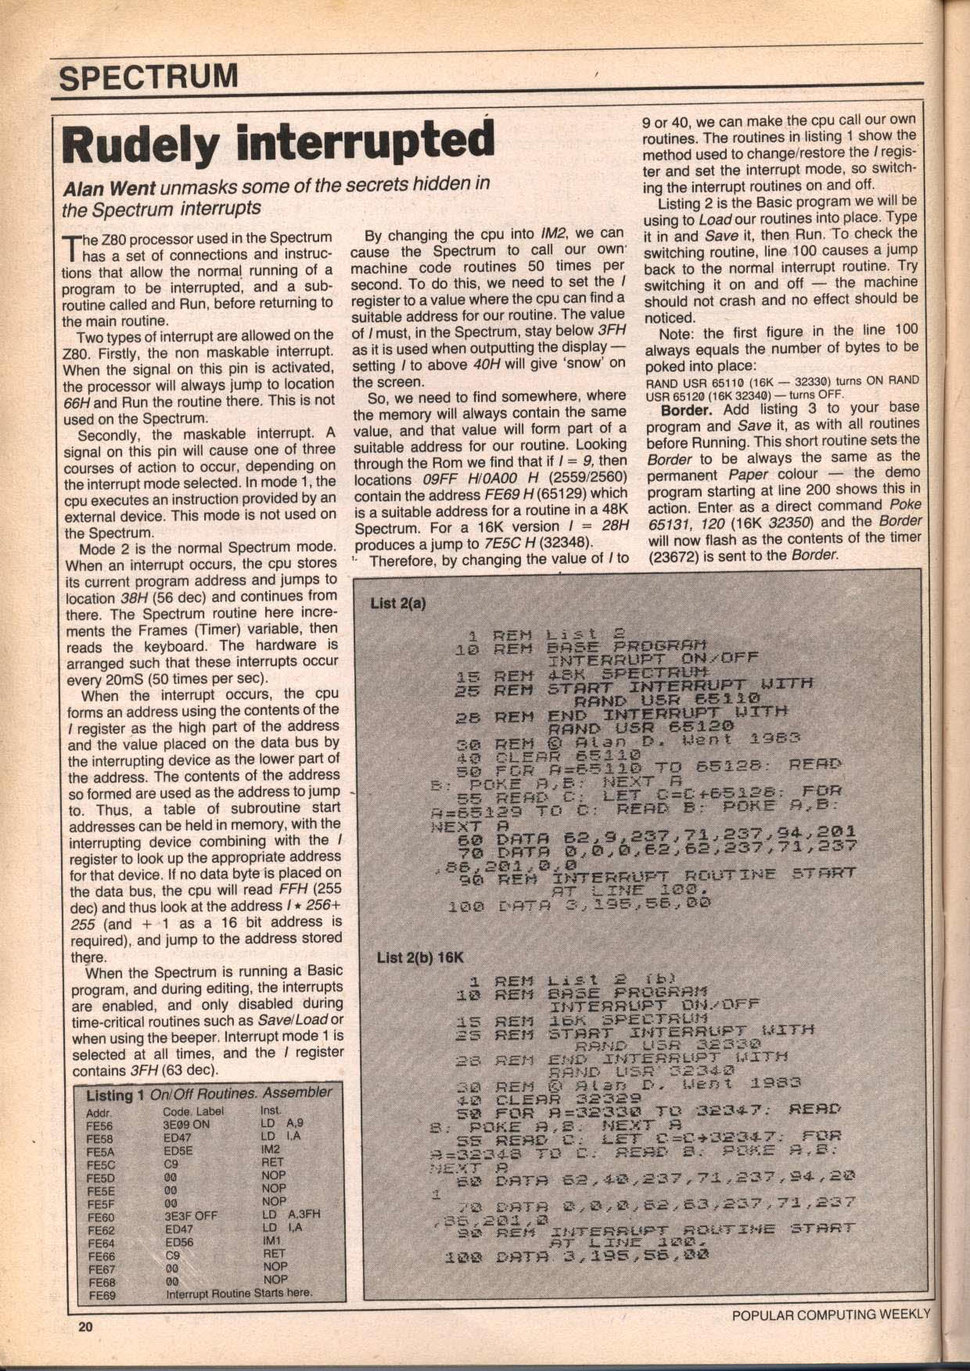 SPECTRUM
Rudely interrupted
Alan Went unmasks some of the secrets hidden in
the Spectrum interrupts
The Z80 processor used in the Spectrum
has a set of connections and instruc-
tions that allow the normal running of a
program to be interrupted, and a sub-
routine called and Run, before returning to
the main routine.
Two types of interrupt are allowed on the
Z80. Firstly, the non maskable interrupt.
When the signal on this pin is activated,
the processor will always jump to location
66H and Run the routine there. This is not
used on the Spectrum.
Secondly, the maskable interrupt. A
signal on this pin will cause one of three
courses of action to occur, depending on
the interrupt mode selected. In mode 1, the
cpu executes an instruction provided by an
external device. This mode is not used on
the Spectrum.
Mode 2 is the normal Spectrum mode.
When an interrupt occurs, the cpu stores
its current program address and jumps to
location 38H (56 dec) and continues from
there. The Spectrum routine here incre-
ments the Frames (Timer) variable, then
reads the keyboard. The hardware is
arranged such that these interrupts occur
every 20mS (50 times per sec).
When the interrupt occurs, the cpu
forms an address using the contents of the
I register as the high part of the address
and the value placed on the data bus by
the interrupting device as the lower part of
the address. The contents of the address
so formed are used as the address to jump
to. Thus, a table of subroutine start
addresses can be held in memory, with the
interrupting device combining with the I
register to look up the appropriate address
for that device. If no data byte is placed on
the data bus, the cpu will read FFH (255
dec) and thus look at the address I * 256+
255 (and + 1 as a 16 bit address is
required), and jump to the address stored
there.
When the Spectrum is running a Basic
program, and during editing, the interrupts
are enabled, and only disabled during
time-critical routines such as Save/Load or
when using the beeper. Interrupt mode 1 is
selected at all times, and the I register
contains 3FH (63 dec).
Listing 1 On/Off Routines. Assembler
Addr. Code. Label Inst.
FE56 3E09 ON LD A,9
FE58 ED47 LD I,A
FE5A ED5E IM2
FE5C C9 RET
FE5D 00 NOP
FE5E 00 NOP
FE5F 00 NOP
FE60 3E3F OFF LD A,3FH
FE62 ED47 LD I,A
FE64 ED56 IM1
FE66 C9 RET
FE67 00 NOP
FE68 00 NOP
FE69 Interrupt Routine Starts here.
By changing the cpu into IM2, we can
cause the Spectrum to call our own
machine code routines 50 times per
second. To do this, we need to set the I
register to a value where the cpu can find a
suitable address for our routine. The value
of I must, in the Spectrum, stay below 3FH
as it is used when outputting the display —
setting I to above 40H will give 'snow' on
the screen.
So, we need to find somewhere, where
the memory will always contain the same
value, and that value will form part of a
suitable address for our routine. Looking
through the Rom we find that if I = 9, then
locations 09FF H/0A00 H (2559/2560)
contain the address FE69 H (65129) which
is a suitable address for a routine in a 48K
Spectrum. For a 16K version I = 28H
produces a jump to 7E5C H (32348).
Therefore, by changing the value of I to
9 or 40, we can make the cpu call our own
routines. The routines in listing 1 show the
method used to change/restore the I regis-
ter and set the interrupt mode, so switch-
ing the interrupt routines on and off.
Listing 2 is the Basic program we will be
using to Load our routines into place. Type
it in and Save it, then Run. To check the
switching routine, line 100 causes a jump
back to the normal interrupt routine. Try
switching it on and off — the machine
should not crash and no effect should be
noticed.
Note: the first figure in the line 100
always equals the number of bytes to be
poked into place:
RAND USR 65110 (16K — 32330) turns ON RAND
USR 65120 (16K 32340) — turns OFF.
Border. Add listing 3 to your base
program and Save it, as with all routines
before Running. This short routine sets the
Border to be always the same as the
permanent Paper colour — the demo
program starting at line 200 shows this in
action. Enter as a direct command Poke
65131, 120 (16K 32350) and the Border
will now flash as the contents of the timer
(23672) is sent to the Border.
List 2(a)
1 REM List 2
10 REM BASE PROGRAM
INTERRUPT ON/OFF
15 REM 48K SPECTRUM
25 REM START INTERRUPT WITH
RAND USR 65110
28 REM END INTERRUPT WITH
RAND USR 65120
30 REM © Alan D. Went 1983
40 CLEAR 65110
50 FOR A=65110 TO 65128: READ
B: POKE A,B: NEXT A
55 READ C: LET C=C+65128: FOR
A=65129 TO C: READ B: POKE A,B:
NEXT A
60 DATA 62,9,237,71,237,94,201
70 DATA 0,0,0,62,62,237,71,237
,86,201,0,0
90 REM INTERRUPT ROUTINE START
AT LINE 100.
100 DATA 3,195,56,00
List 2(b) 16K
1 REM List 2 (b)
10 REM BASE PROGRAM
INTERRUPT ON/OFF
15 REM 16K SPECTRUM
25 REM START INTERRUPT WITH
RAND USR 32330
28 REM END INTERRUPT WITH
RAND USR 32340
30 REM © Alan D. Went 1983
40 CLEAR 32329
50 FOR A=32330 TO 32347: READ
B: POKE A,B: NEXT A
55 READ C: LET C=C+32347: FOR
A=32348 TO C: READ B: POKE A,B:
NEXT A
60 DATA 62,40,237,71,237,94,20
1
70 DATA 0,0,0,62,63,237,71,237
,86,201,0
90 REM INTERRUPT ROUTINE START
AT LINE 100.
100 DATA 3,195,56,00
20
POPULAR COMPUTING WEEKLY